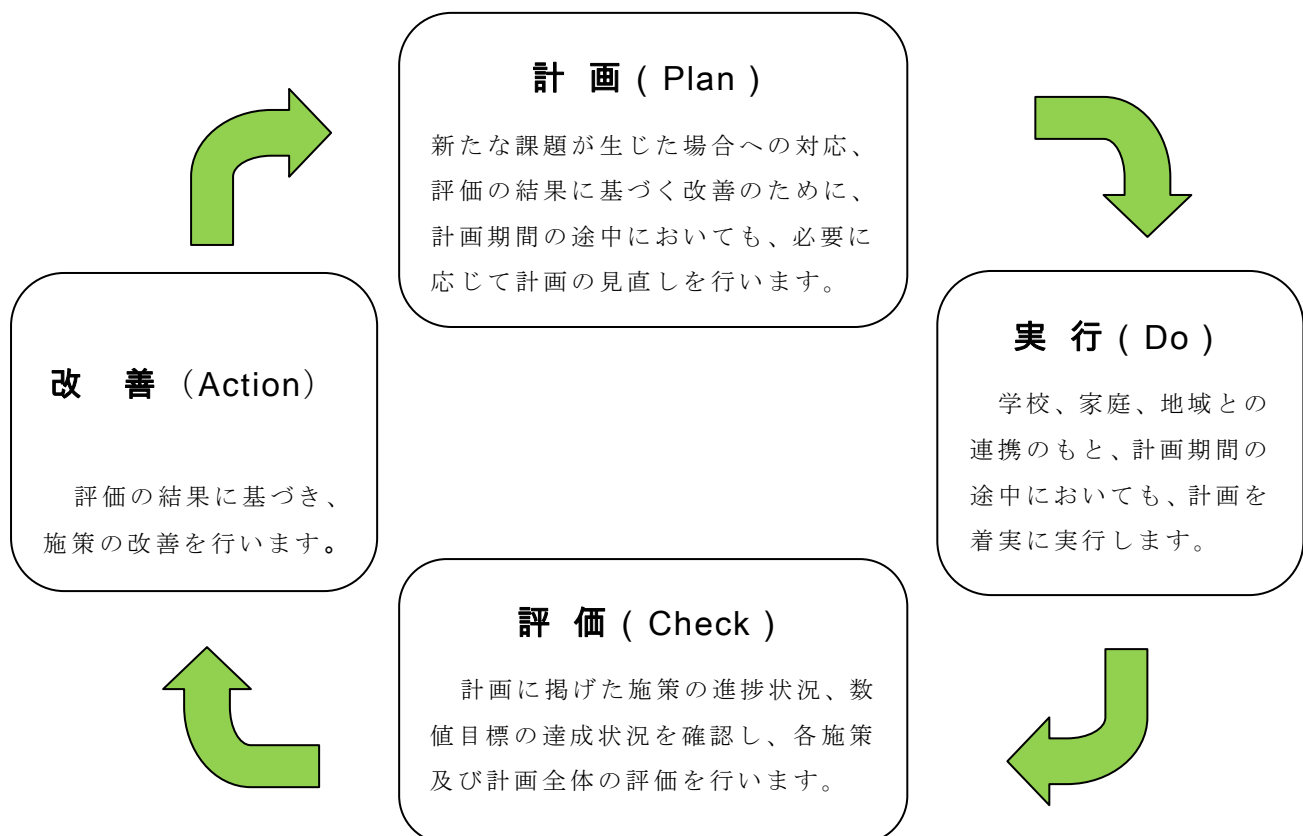 計 画 ( Plan )
新たな課題が生じた場合への対応、
評価の結果に基づく改善のために、
計画期間の途中においても、必要に
応じて計画の見直しを行います。
実 行 ( Do )
学校、家庭、地域との
連携のもと、計画期間の
途中においても、計画を
着実に実行します。
評 価 ( Check )
計画に掲げた施策の進捗状況、数
値目標の達成状況を確認し、各施策
及び計画全体の評価を行います。
改 善 （Action）
評価の結果に基づき、
施策の改善を行います。